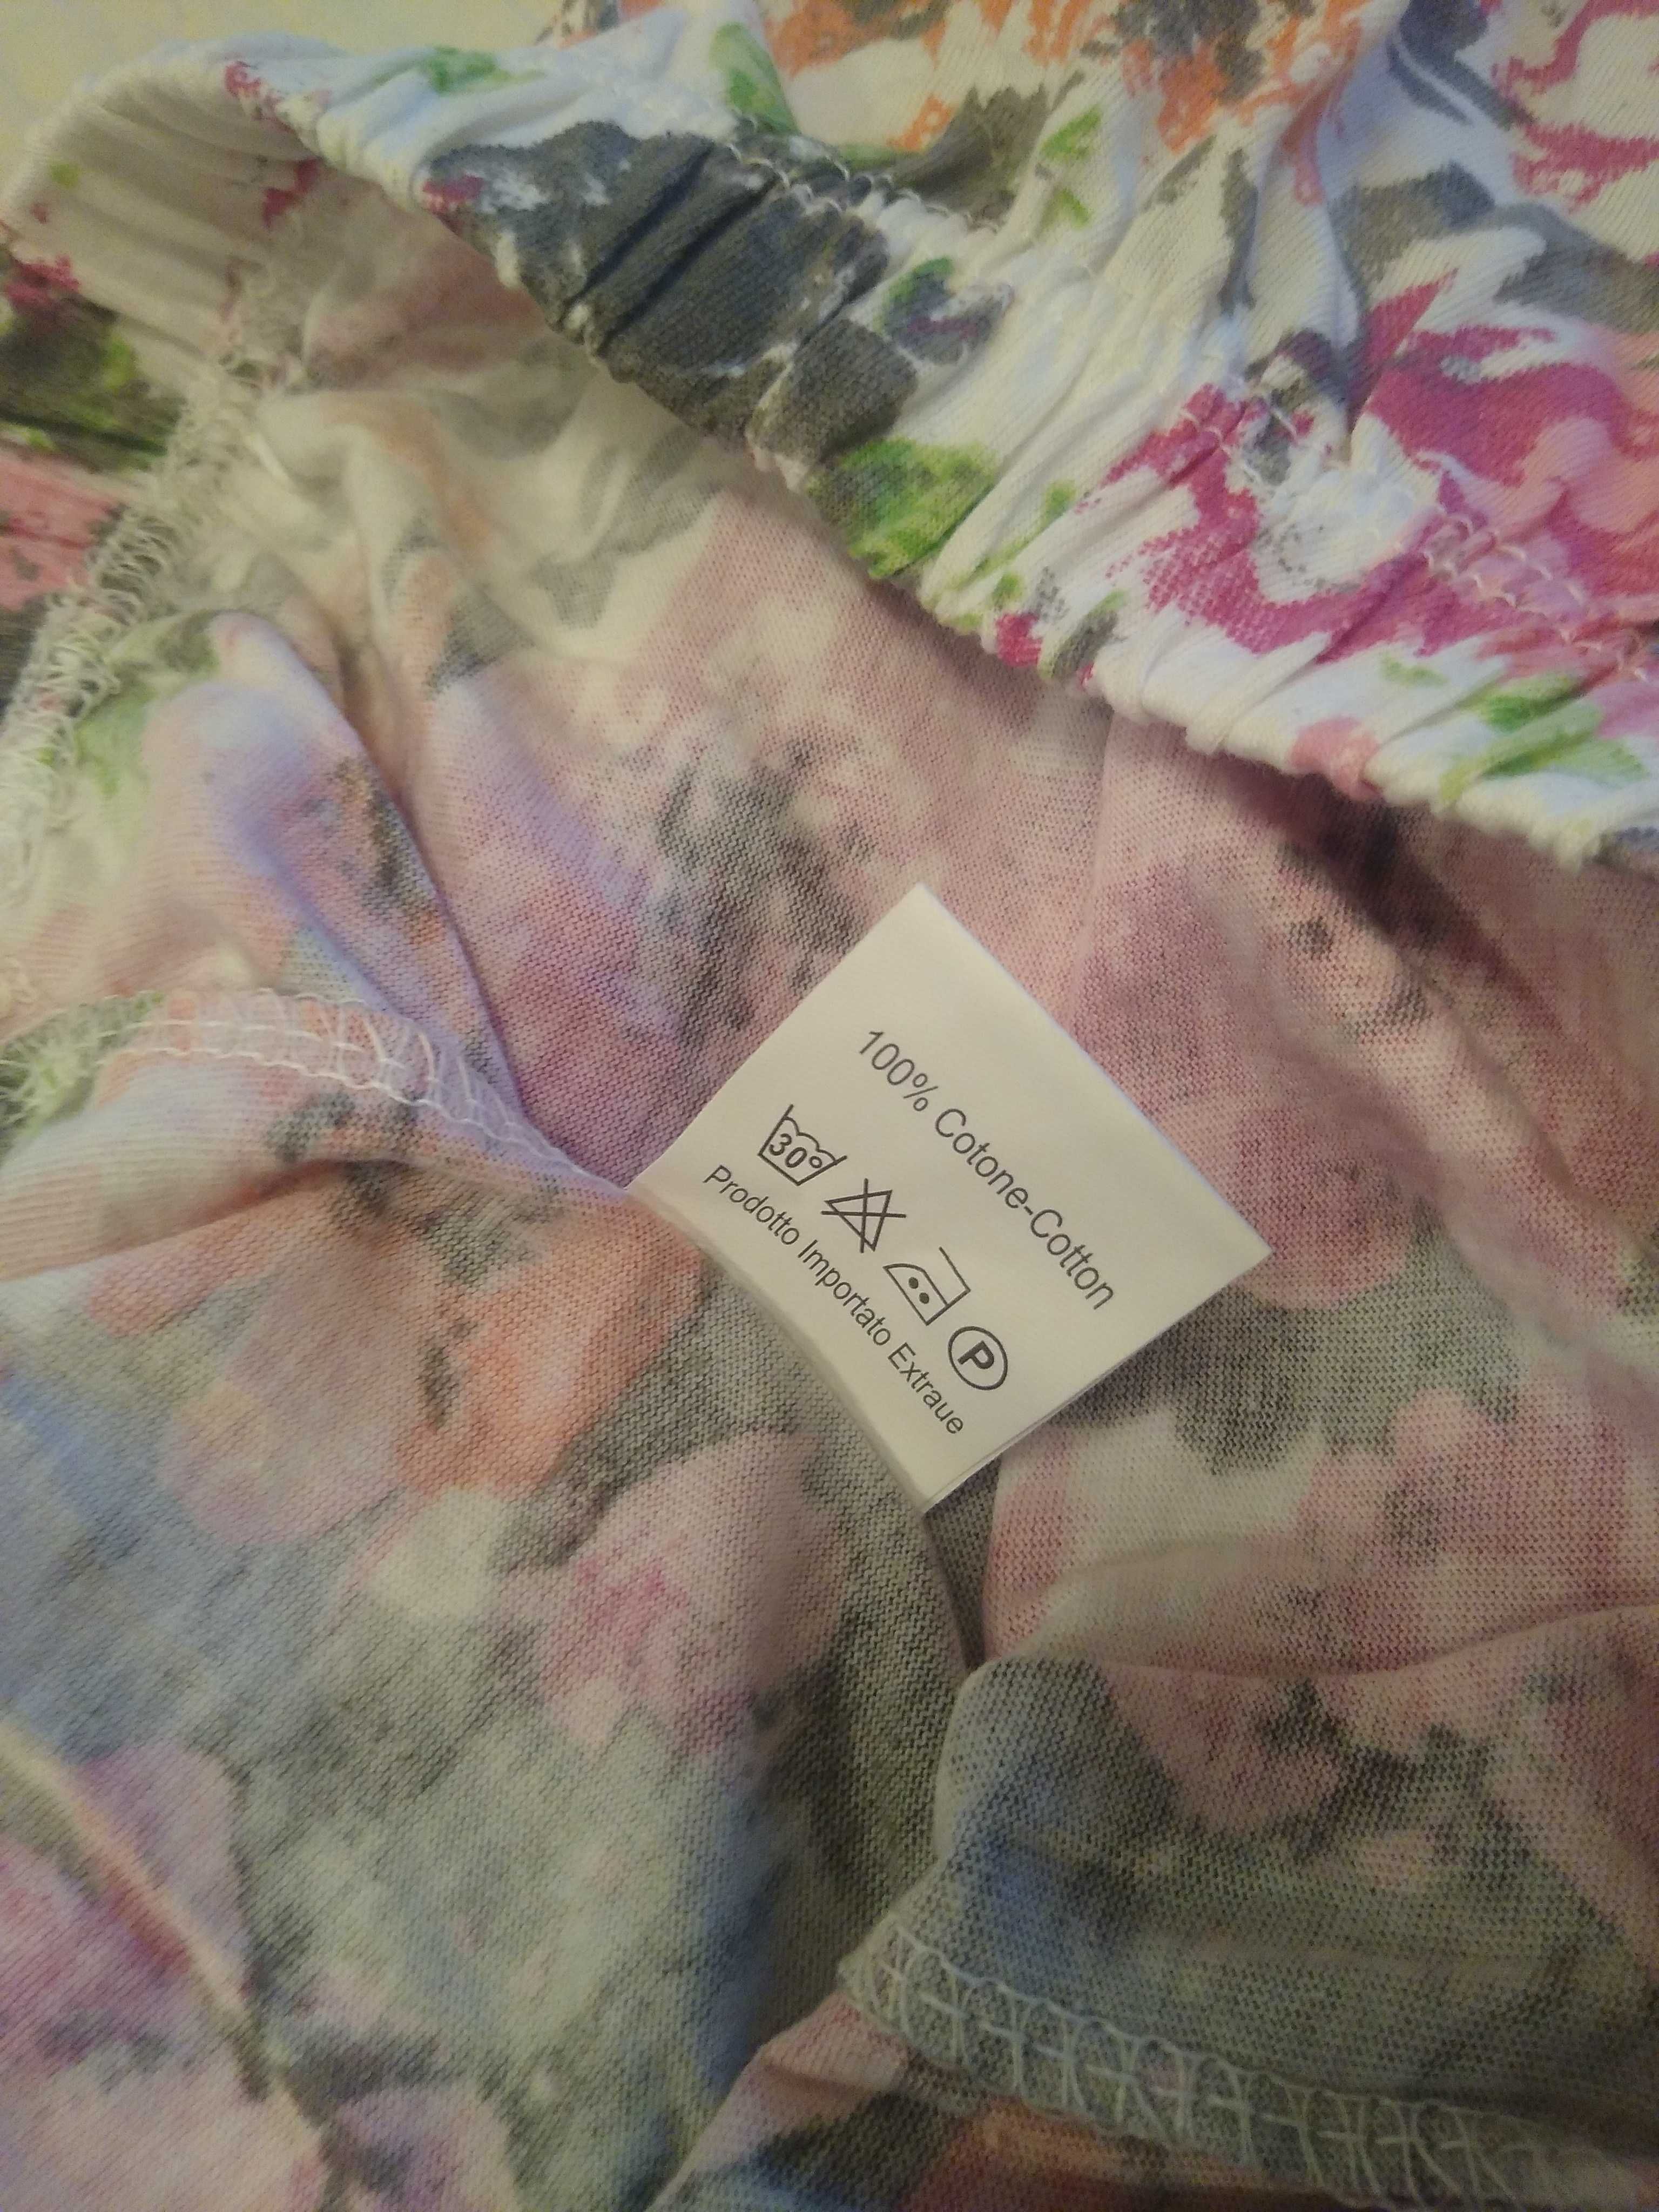 100% Cotone-Cotton
30° P
Prodotto Importato Extraue